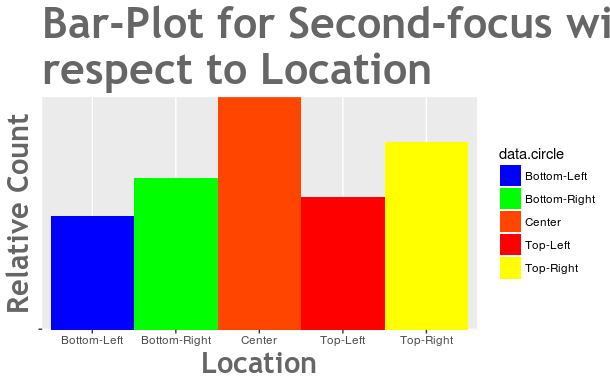 Bar-Plot for Second-focus wi
respect to Location
Relative Count
data.circle
Bottom-Left
Bottom-Right
Center
Top-Left
Top-Right
Bottom-Left Bottom-Right Center Top-Left Top-Right
Location